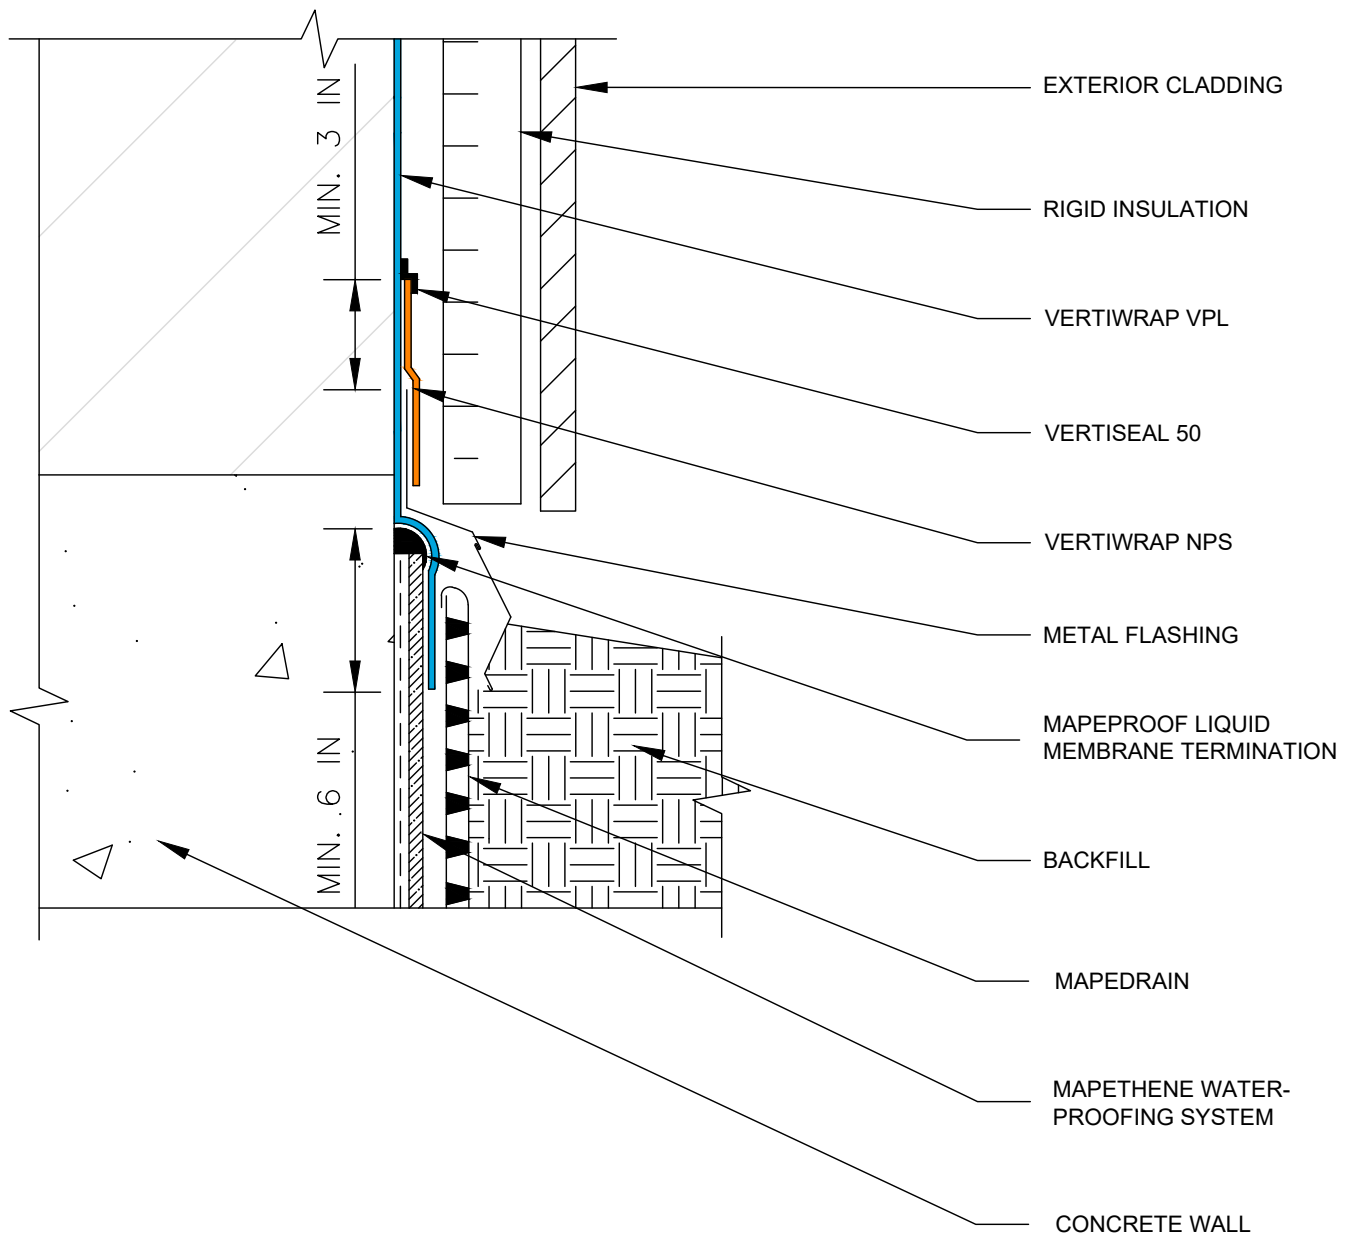 MIN. 3 IN
EXTERIOR CLADDING
RIGID INSULATION
VERTIWRAP VPL
VERTISEAL 50
VERTIWRAP NPS
METAL FLASHING
MAPEPROOF LIQUID
MEMBRANE TERMINATION
MIN. 6 IN
BACKFILL
MAPEDRAIN
MAPETHENE WATER-
PROOFING SYSTEM
CONCRETE WALL